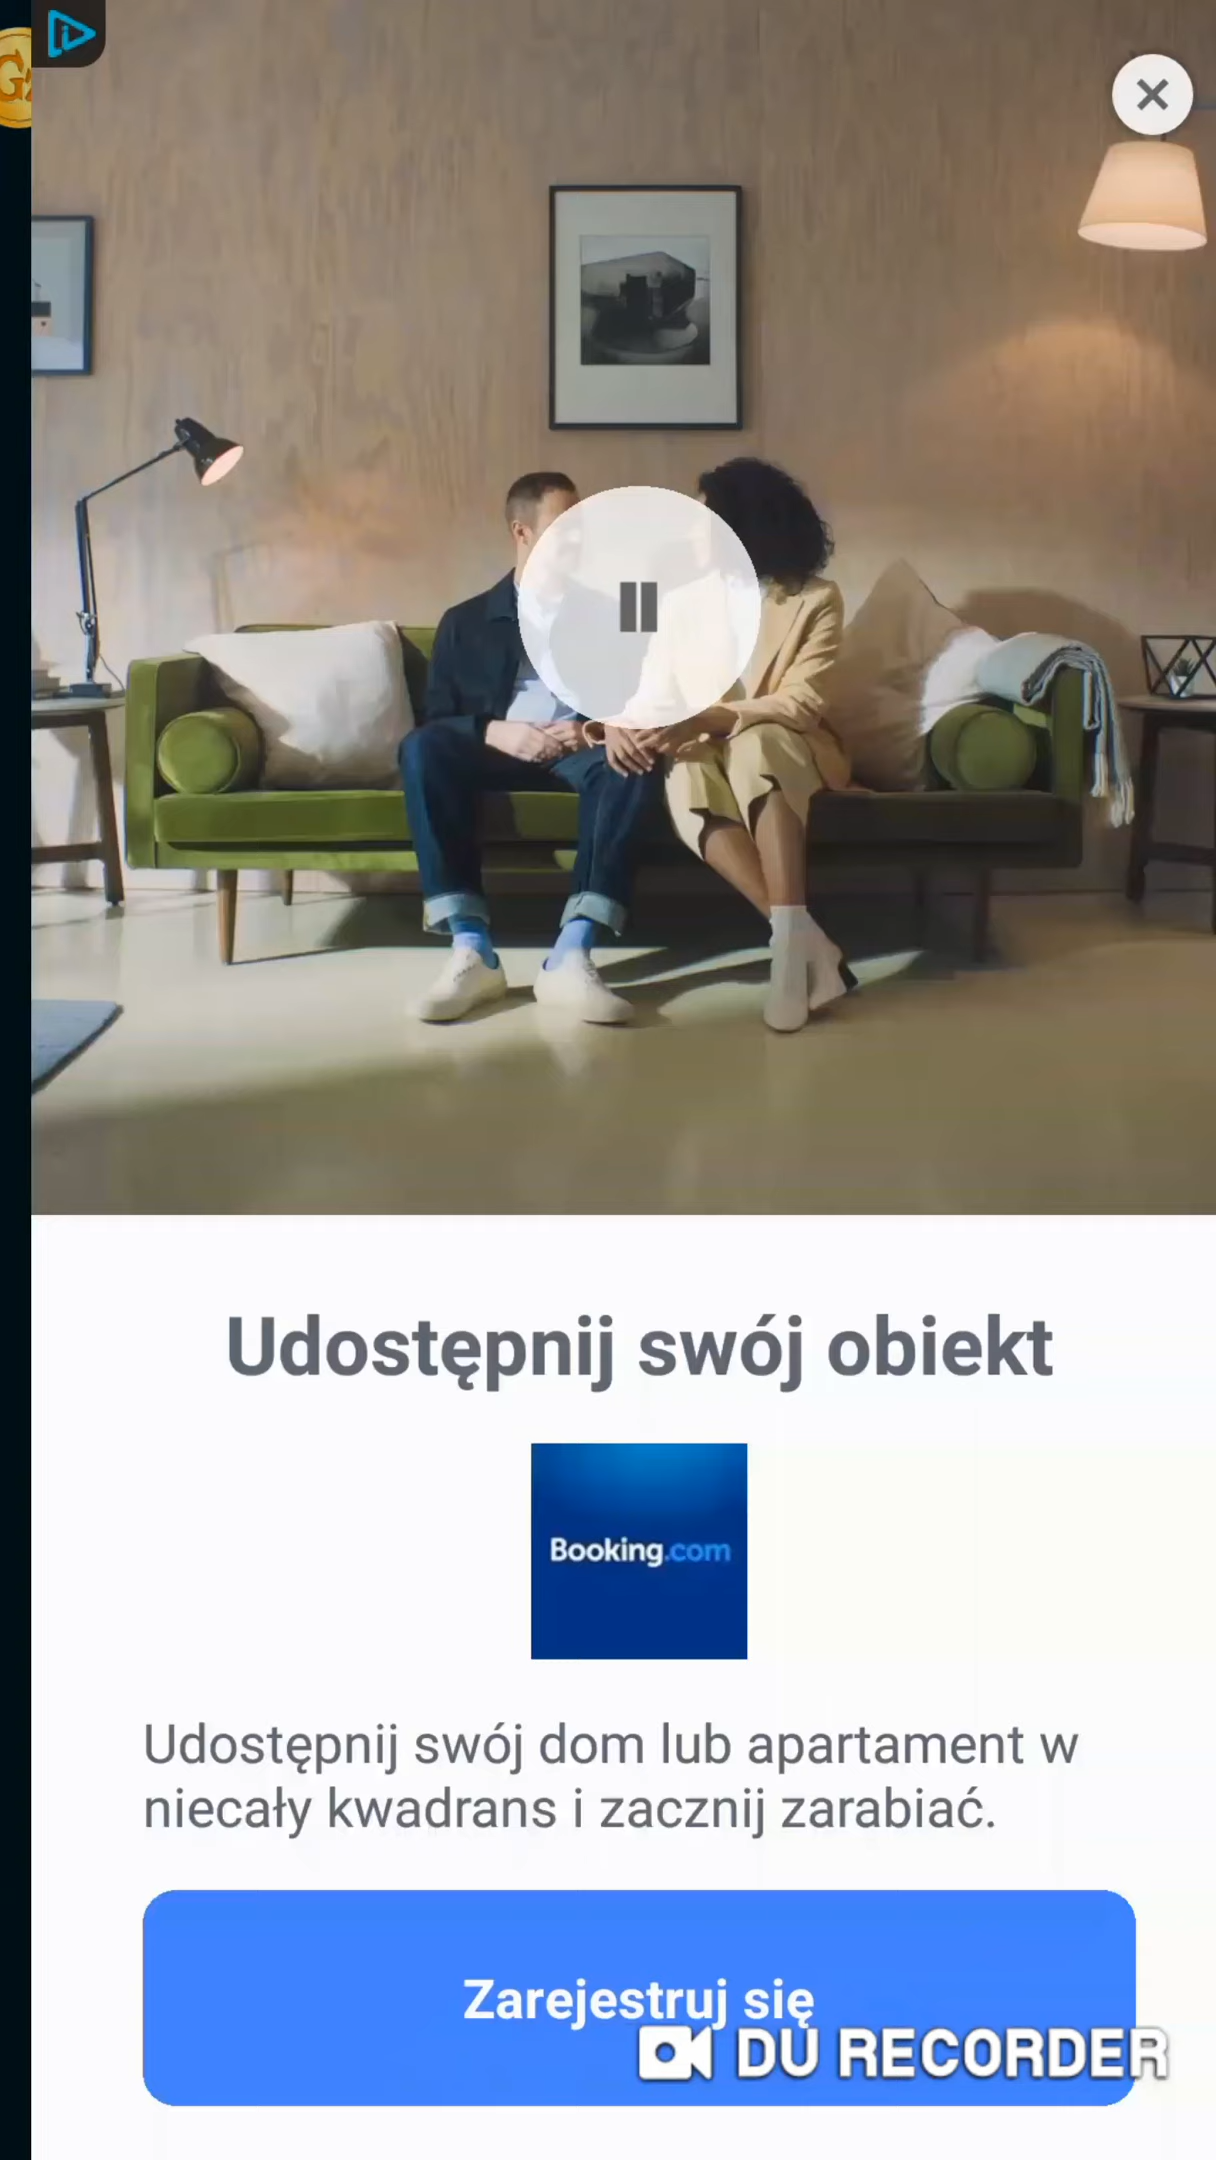 Udostępnij swój obiekt
Booking.com
Udostępnij swój dom lub apartament w
niecały kwadrans i zacznij zarabiać.
Zarejestruj się
DU RECORDER